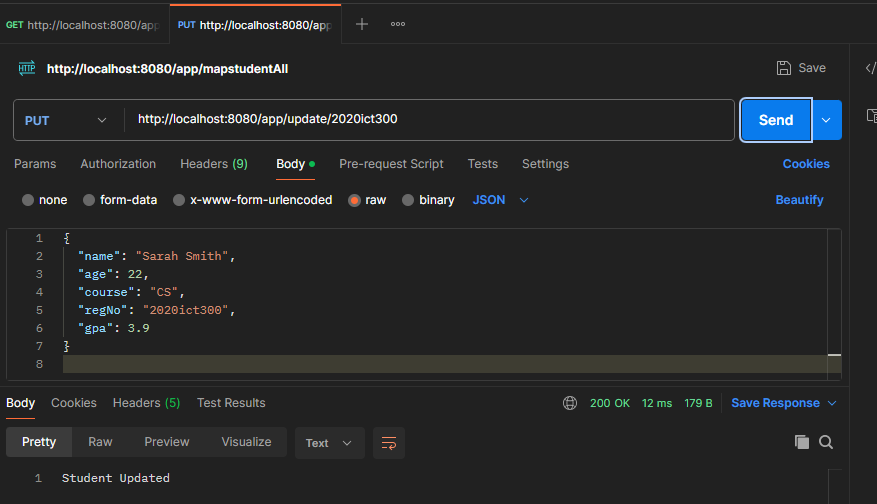 GET http://localhost:8080/app PUT http://localhost:8080/app
HTTP http://localhost:8080/app/mapstudentAll Save
PUT http://localhost:8080/app/update/2020ict300 Send
Params Authorization Headers (9) Body Pre-request Script Tests Settings Cookies
none form-data x-www-form-urlencoded raw binary JSON Beautify
1 {
2 "name": "Sarah Smith",
3 "age": 22,
4 "course": "CS",
5 "regNo": "2020ict300",
6 "gpa": 3.9
7 }
8
Body Cookies Headers (5) Test Results 200 OK 12 ms 179 B Save Response
Pretty Raw Preview Visualize Text
1 Student Updated